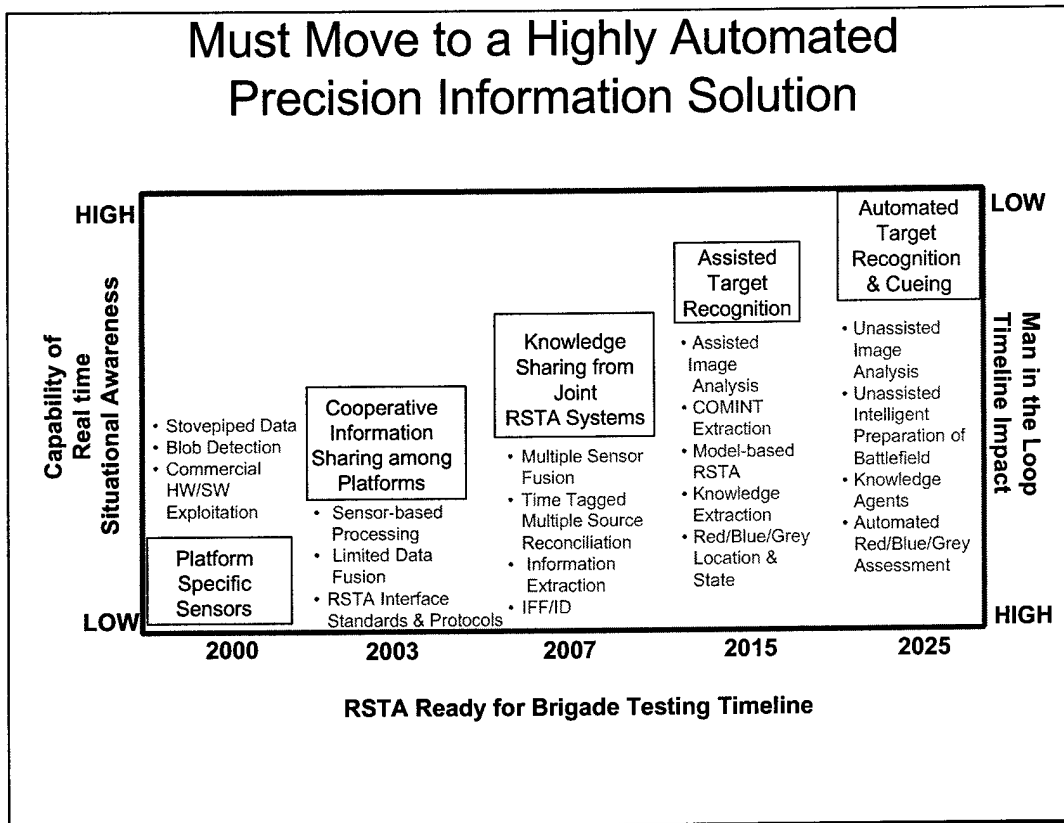 Must Move to a Highly Automated
Precision Information Solution
HIGH
LOW
Capability of
Real time
Situational Awareness
Platform
Specific
Sensors
• Stovepiped Data
• Blob Detection
• Commercial
HW/SW
Exploitation
Cooperative
Information
Sharing among
Platforms
• Sensor-based
Processing
• Limited Data
Fusion
• RSTA Interface
Standards & Protocols
Knowledge
Sharing from
Joint
RSTA Systems
• Multiple Sensor
Fusion
• Time Tagged
Multiple Source
Reconciliation
• Information
Extraction
• IFF/ID
Assisted
Target
Recognition
• Assisted
Image
Analysis
• COMINT
Extraction
• Model-based
RSTA
• Knowledge
Extraction
• Red/Blue/Grey
Location &
State
Automated
Target
Recognition
& Cueing
• Unassisted
Image
Analysis
• Unassisted
Intelligent
Preparation of
Battlefield
• Knowledge
Agents
• Automated
Red/Blue/Grey
Assessment
LOW
HIGH
Man in the Loop
Timeline Impact
2000
2003
2007
2015
2025
RSTA Ready for Brigade Testing Timeline